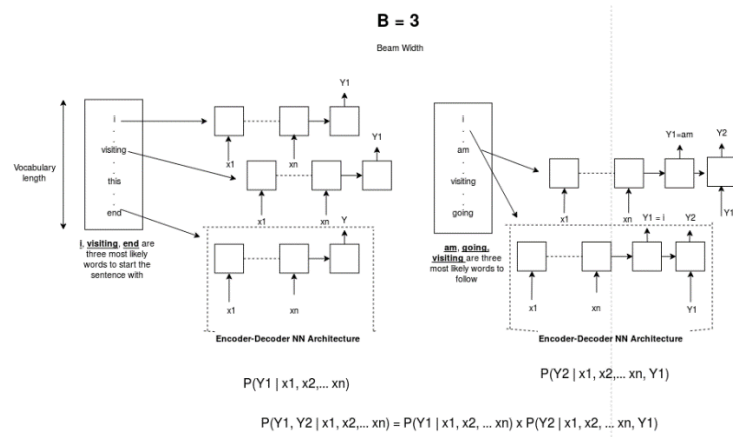 B = 3
Beam Width
Vocabulary
length
i
.
.
visiting
.
this
.
.
end
i, visiting, end are
three most likely
words to start the
sentence with
Y1
x1
xn
Y1
x1
xn
Y
x1
xn
Encoder-Decoder NN Architecture
P(Y1 | x1, x2,... xn)
i
.
.
am
.
visiting
.
.
going
am, going,
visiting are three
most likely words to
follow
Y1=am
Y2
x1
xn
Y1
Y1 = i
Y2
x1
xn
Y1
Encoder-Decoder NN Architecture
P(Y2 | x1, x2,... xn, Y1)
P(Y1, Y2 | x1, x2,... xn) = P(Y1 | x1, x2, ... xn) x P(Y2 | x1, x2, ... xn, Y1)